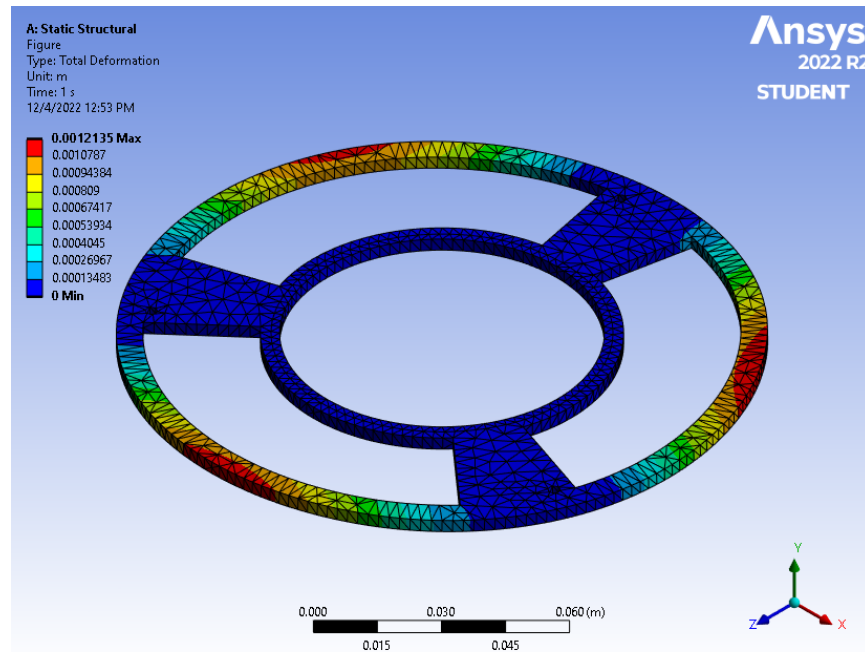 A: Static Structural
Figure
Type: Total Deformation
Unit: m
Time: 1 s
12/4/2022 12:53 PM
0.0012135 Max
0.0010787
0.00094384
0.000809
0.00067417
0.00053934
0.0004045
0.00026967
0.00013483
0 Min
Ansys
2022 R2
STUDENT
0.000 0.030 0.060 (m)
0.015 0.045
Y
Z X